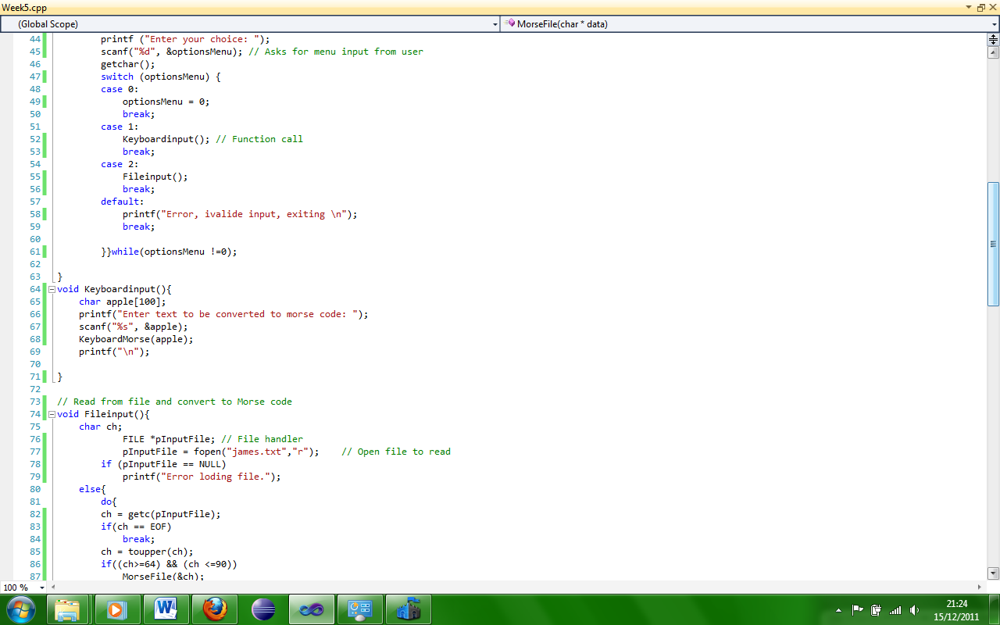 Week5.cpp
(Global Scope) MorseFile(char * data)
44 printf ("Enter your choice: ");
45 scanf("%d", &optionsMenu); // Asks for menu input from user
46 getchar();
47 switch (optionsMenu) {
48 case 0:
49 optionsMenu = 0;
50 break;
51 case 1:
52 Keyboardinput(); // Function call
53 break;
54 case 2:
55 Fileinput();
56 break;
57 default:
58 printf("Error, ivalide input, exiting \n");
59 break;
60
61 }}while(optionsMenu !=0);
62
63 }
64 void Keyboardinput(){
65 char apple[100];
66 printf("Enter text to be converted to morse code: ");
67 scanf("%s", &apple);
68 KeyboardMorse(apple);
69 printf("\n");
70
71 }
72
73 // Read from file and convert to Morse code
74 void Fileinput(){
75 char ch;
76 FILE *pInputFile; // File handler
77 pInputFile = fopen("james.txt","r"); // Open file to read
78 if (pInputFile == NULL)
79 printf("Error loding file.");
80 else{
81 do{
82 ch = getc(pInputFile);
83 if(ch == EOF)
84 break;
85 ch = toupper(ch);
86 if((ch>=64) && (ch <=90))
87 MorseFile(&ch);
100 %
21:24
15/12/2011